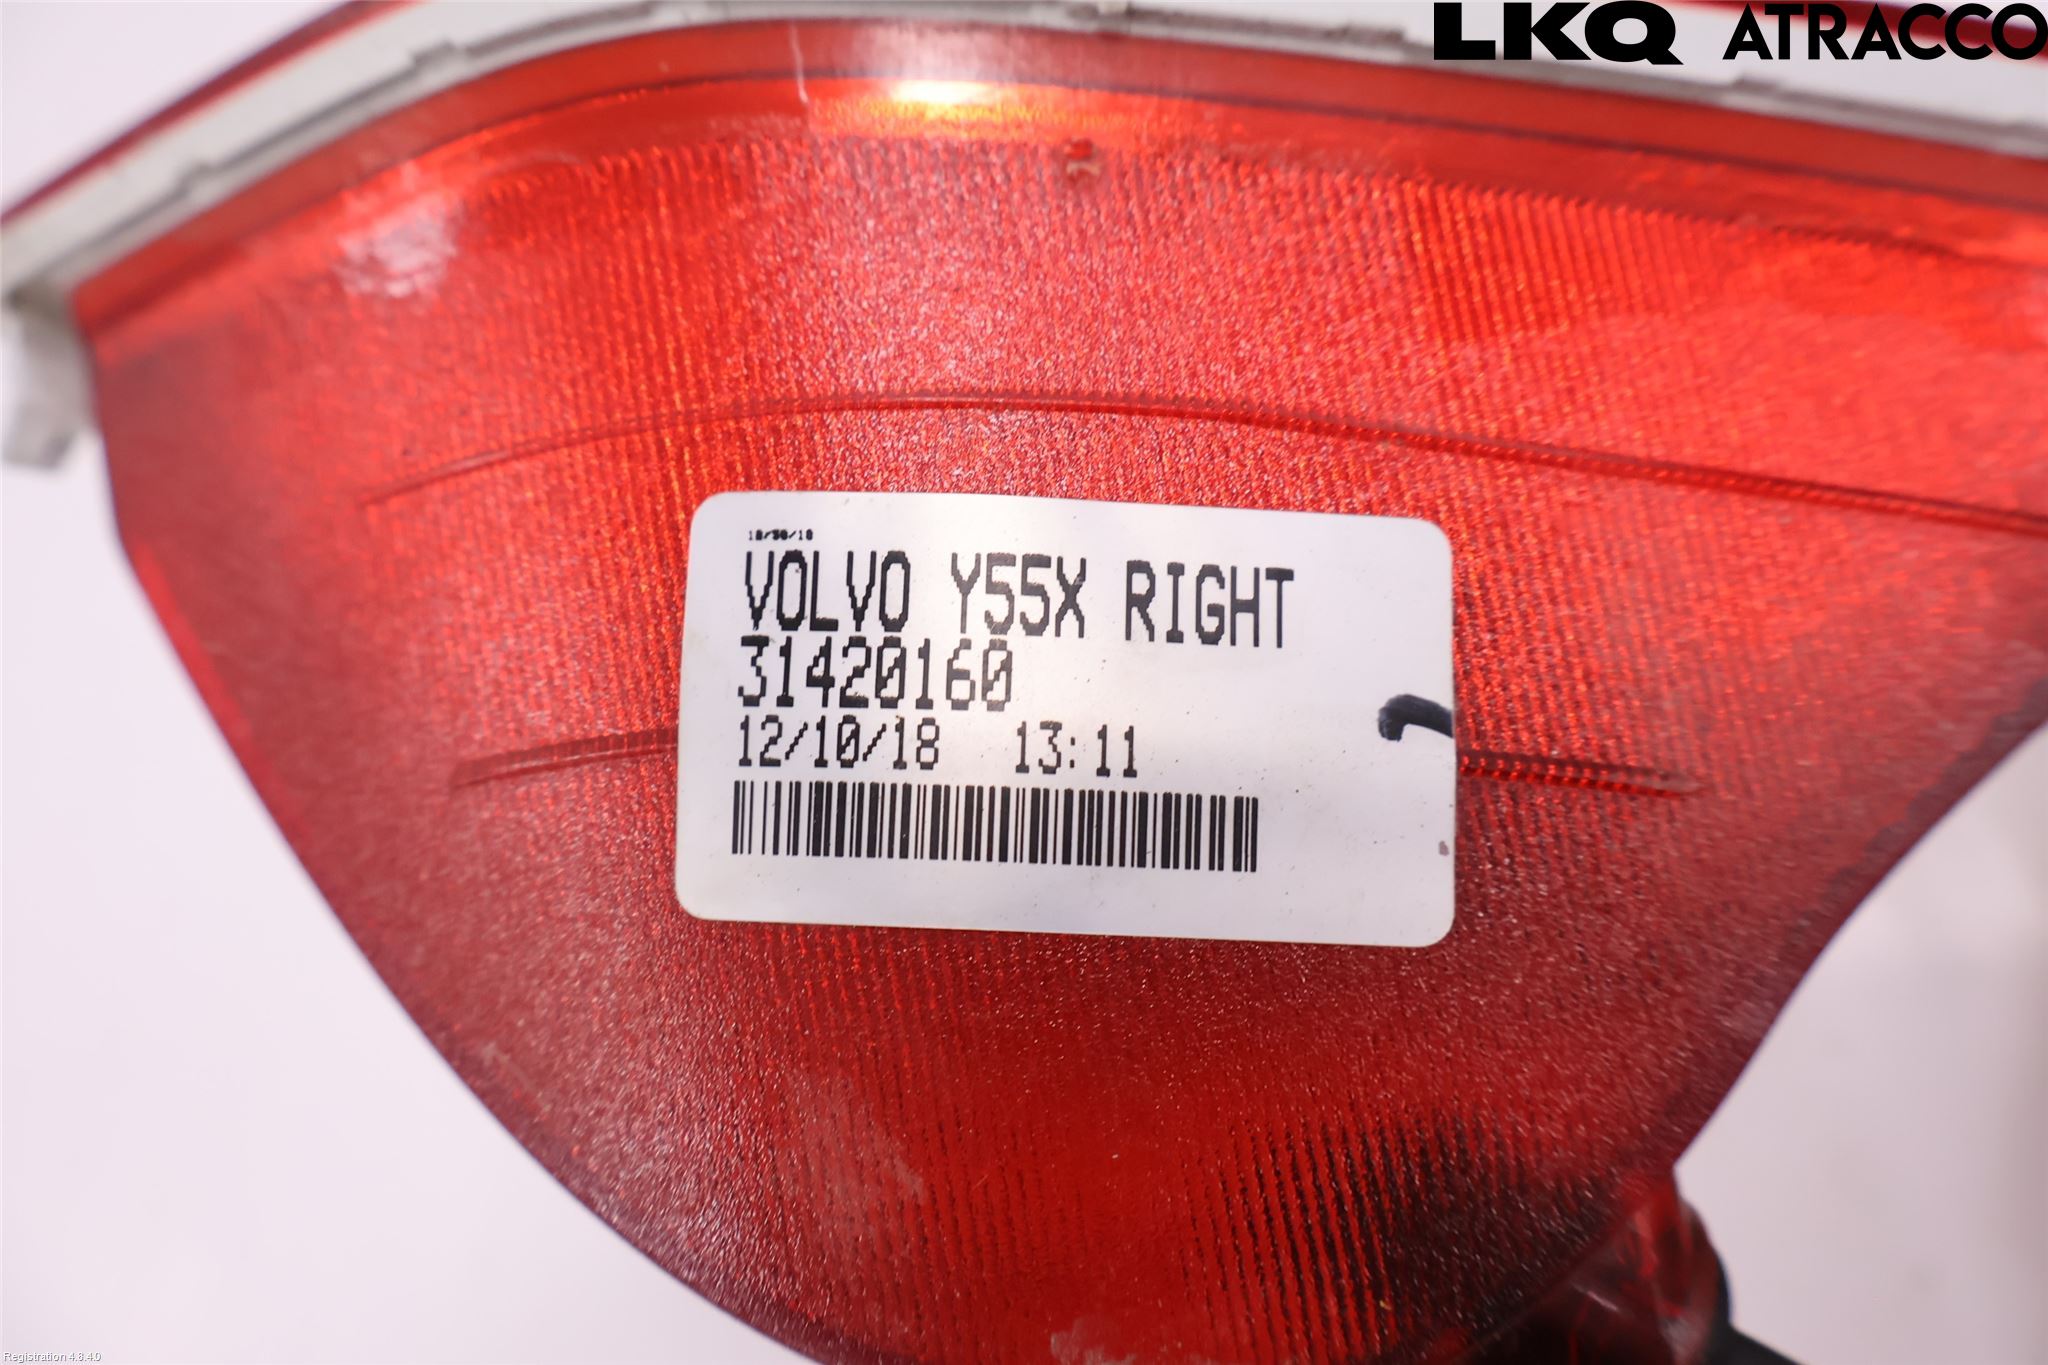 LKQ ATRACCO
VOLVO Y55X RIGHT
31420160
12/10/18 13:11
Registration 4.8.4.0